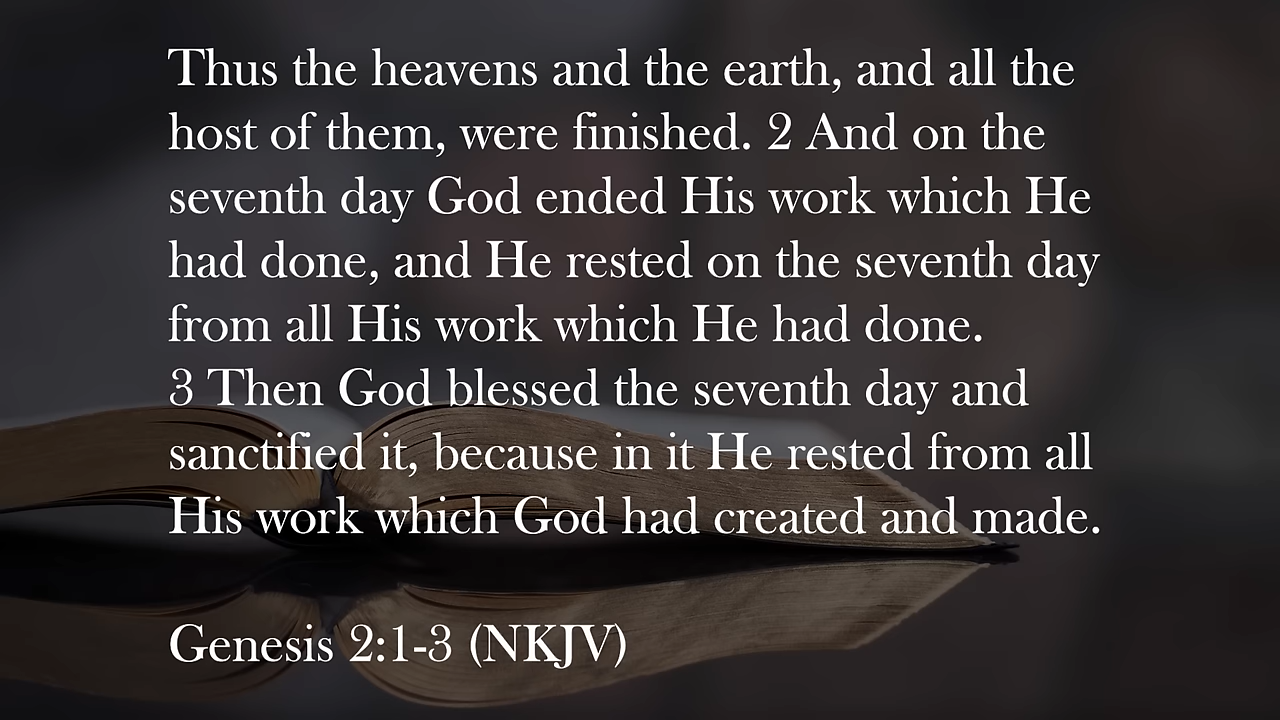 Thus the heavens and the earth, and all the
host of them, were finished. 2 And on the
seventh day God ended His work which He
had done, and He rested on the seventh day
from all His work which He had done.
3 Then God blessed the seventh day and
sanctified it, because in it He rested from all
His work which God had created and made.
Genesis 2:1-3 (NKJV)